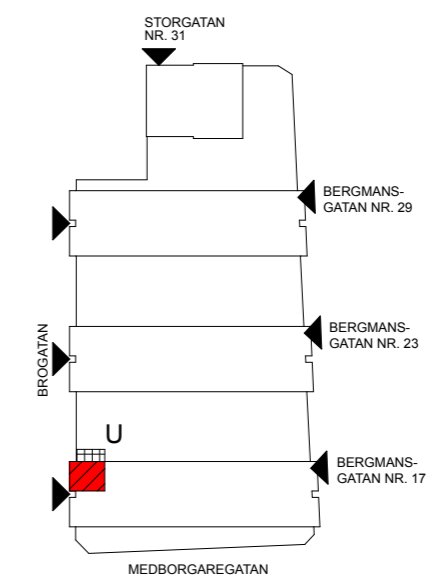 STORGATAN
NR. 31
BERGMANS-
GATAN NR. 29
BERGMANS-
GATAN NR. 23
BROGATAN
U
BERGMANS-
GATAN NR. 17
MEDBORGAREGATAN